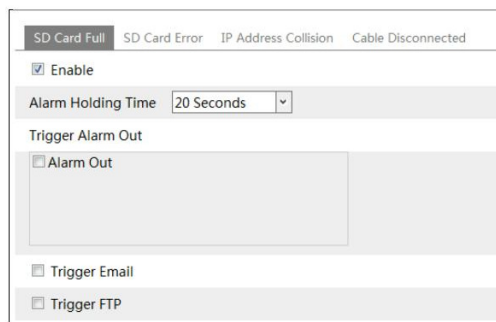 SD Card Full SD Card Error IP Address Collision Cable Disconnected
Enable
Alarm Holding Time 20 Seconds
Trigger Alarm Out
Alarm Out
Trigger Email
Trigger FTP